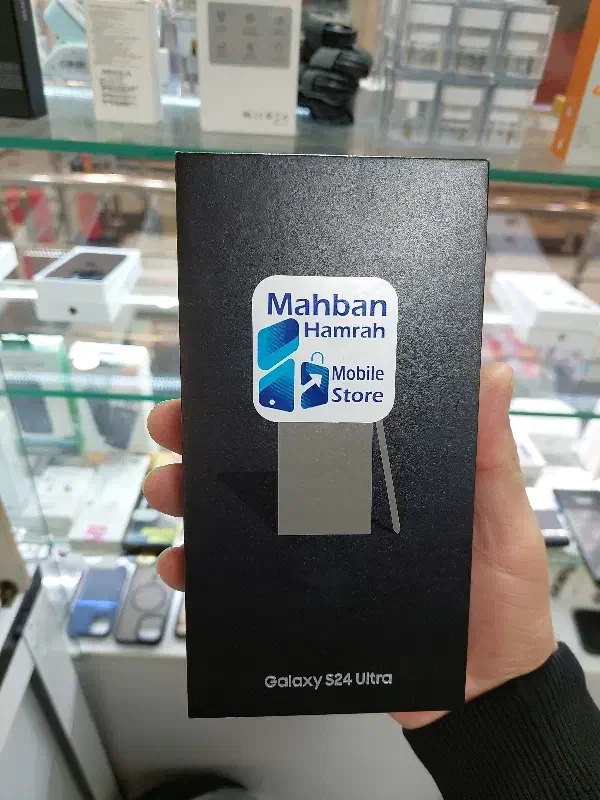 Mahban
Hamrah
Mobile
Store
Galaxy S24 Ultra